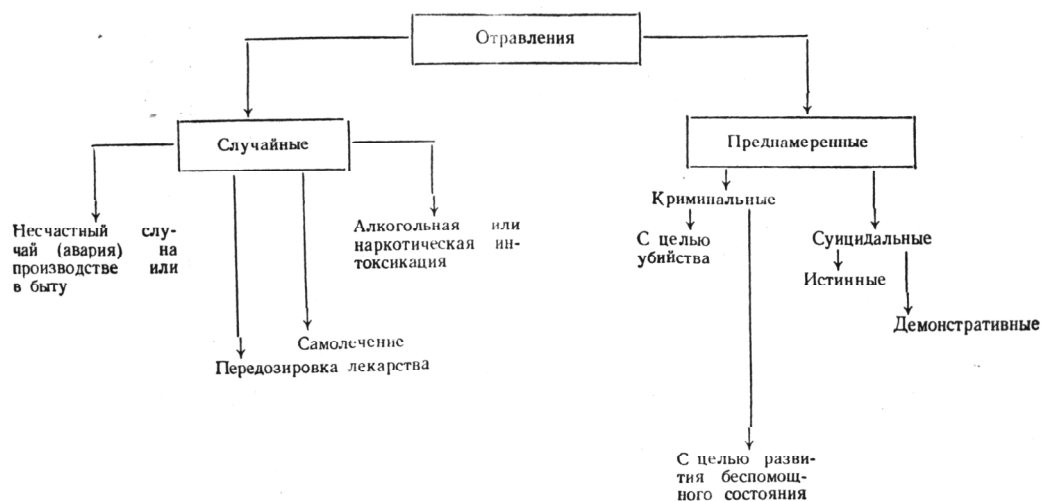 Отравления
Случайные
Преднамеренные
Несчастный слу-
чай (авария) на
производстве или
в быту
Передозировка лекарства
Самолечение
Алкогольная или
наркотическая ин-
токсикация
Криминальные
С целью
убийства
С целью разви-
тия беспомощ-
ного состояния
Суицидальные
Истинные
Демонстративные